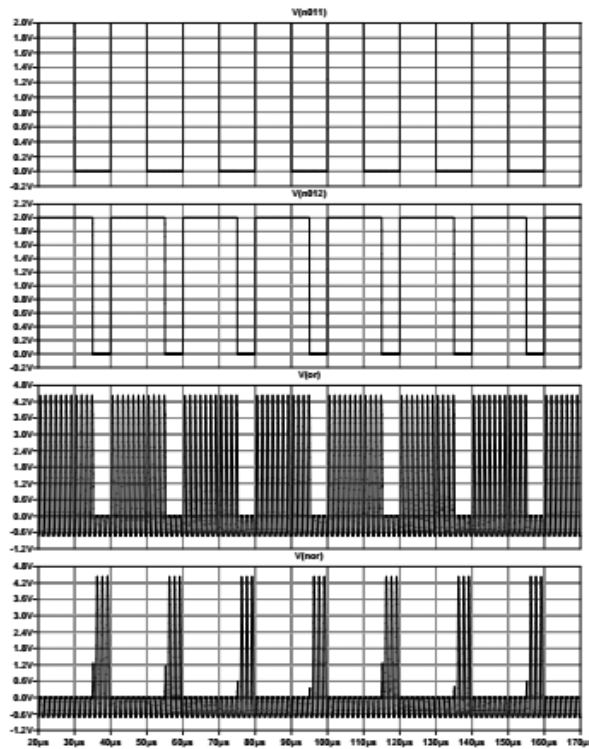 V(n011)
2.0V
1.8V
1.6V
1.4V
1.2V
1.0V
0.8V
0.6V
0.4V
0.2V
0.0V
-0.2V
V(n012)
2.2V
2.0V
1.8V
1.6V
1.4V
1.2V
1.0V
0.8V
0.6V
0.4V
0.2V
0.0V
-0.2V
V(or)
4.8V
4.2V
3.6V
3.0V
2.4V
1.8V
1.2V
0.6V
0.0V
-0.6V
-1.2V
V(nor)
4.8V
4.2V
3.6V
3.0V
2.4V
1.8V
1.2V
0.6V
0.0V
-0.6V
-1.2V
20µs 30µs 40µs 50µs 60µs 70µs 80µs 90µs 100µs 110µs 120µs 130µs 140µs 150µs 160µs 170µs